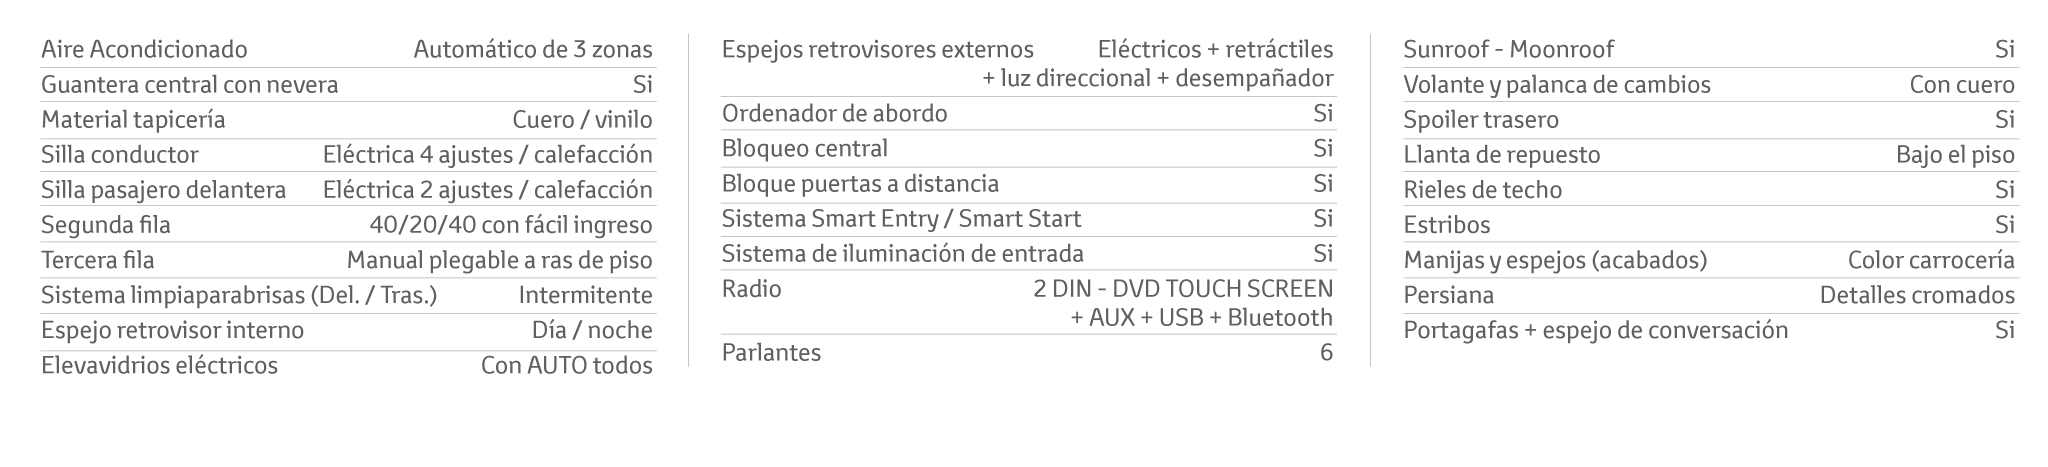 Aire Acondicionado Automático de 3 zonas
Guantera central con nevera Si
Material tapicería Cuero / vinilo
Silla conductor Eléctrica 4 ajustes / calefacción
Silla pasajero delantera Eléctrica 2 ajustes / calefacción
Segunda fila 40/20/40 con fácil ingreso
Tercera fila Manual plegable a ras de piso
Sistema limpiaparabrisas (Del. / Tras.) Intermitente
Espejo retrovisor interno Día / noche
Elevavidrios eléctricos Con AUTO todos
Espejos retrovisores externos Eléctricos + retráctiles
+ luz direccional + desempañador
Ordenador de abordo Si
Bloqueo central Si
Bloque puertas a distancia Si
Sistema Smart Entry / Smart Start Si
Sistema de iluminación de entrada Si
Radio 2 DIN - DVD TOUCH SCREEN
+ AUX + USB + Bluetooth
Parlantes 6
Sunroof - Moonroof Si
Volante y palanca de cambios Con cuero
Spoiler trasero Si
Llanta de repuesto Bajo el piso
Rieles de techo Si
Estribos Si
Manijas y espejos (acabados) Color carrocería
Persiana Detalles cromados
Portagafas + espejo de conversación Si